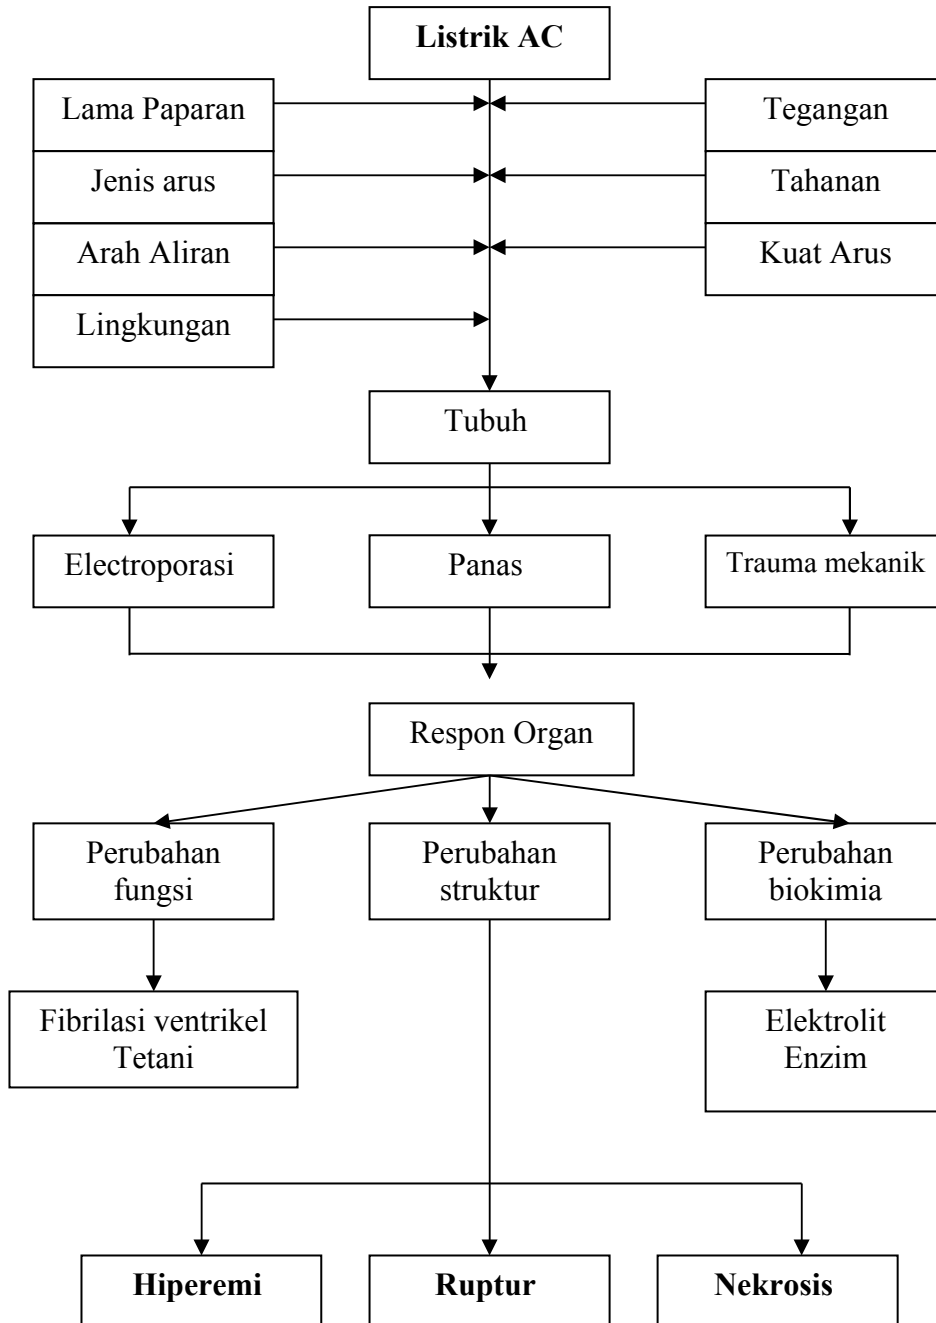 Listrik AC
Lama Paparan
Tegangan
Jenis arus
Tahanan
Arah Aliran
Kuat Arus
Lingkungan
Tubuh
Electroporasi
Panas
Trauma mekanik
Respon Organ
Perubahan
fungsi
Perubahan
struktur
Perubahan
biokimia
Fibrilasi ventrikel
Tetani
Elektrolit
Enzim
Hiperemi
Ruptur
Nekrosis